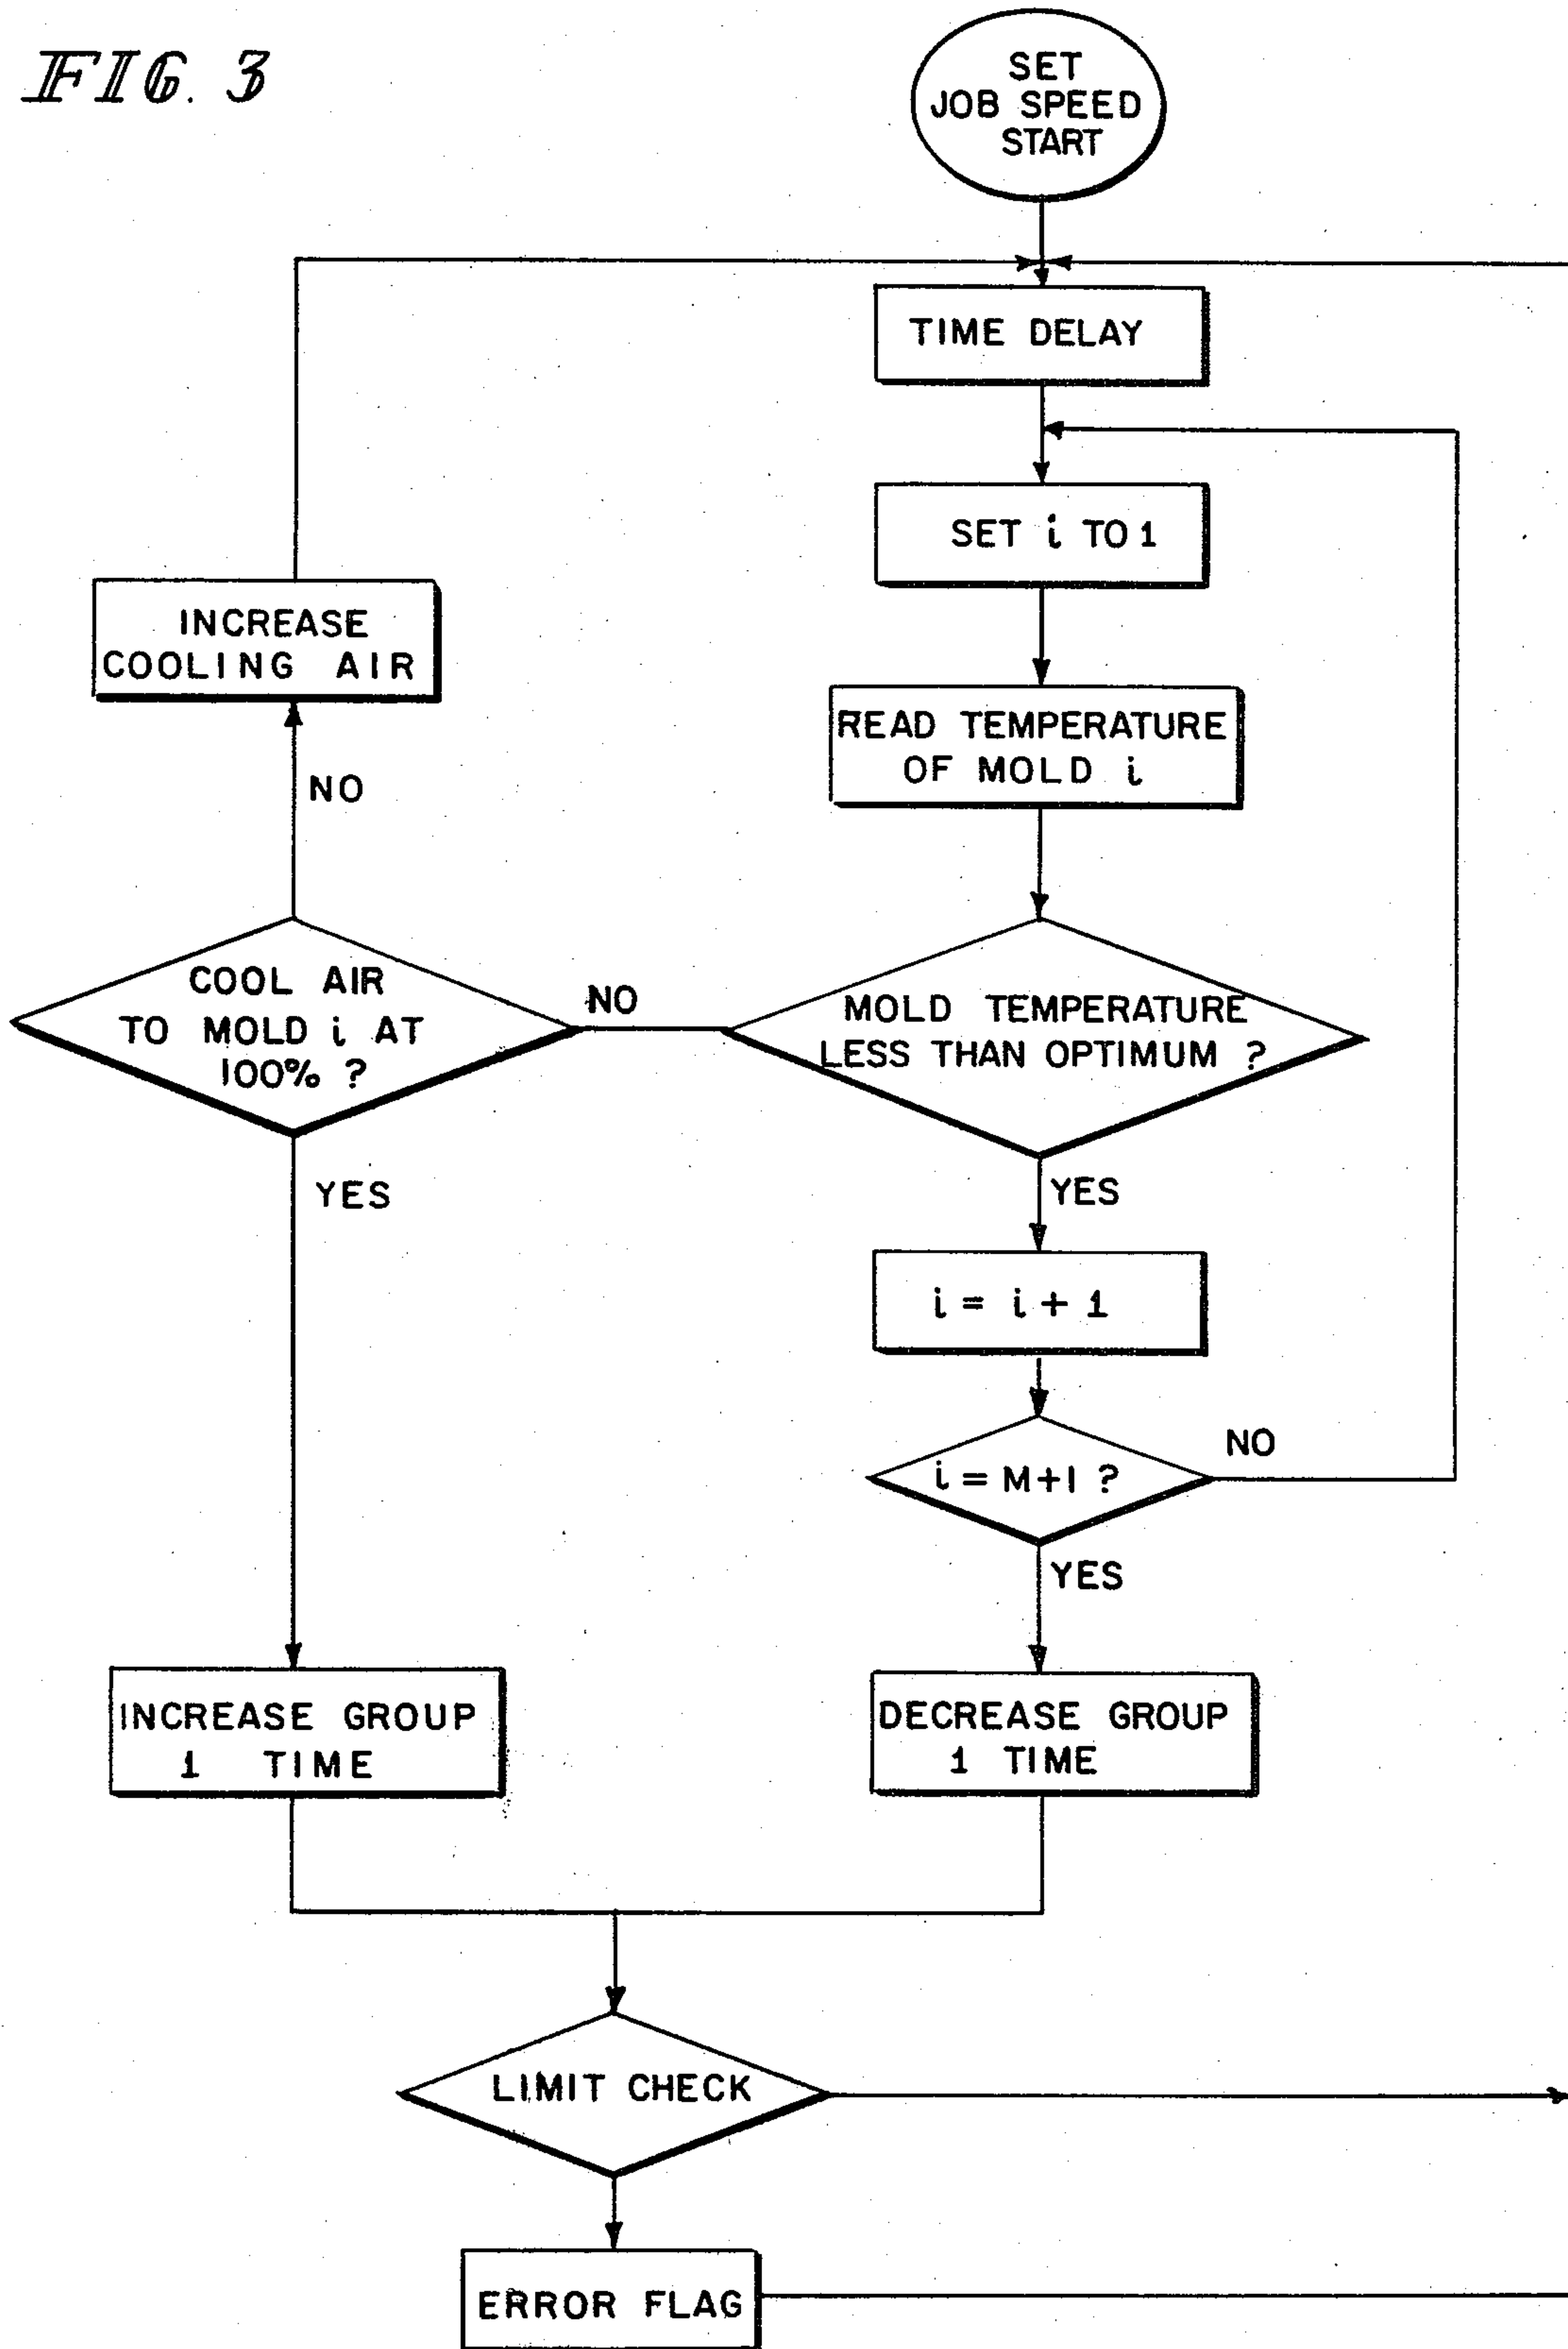 FIG. 3
SET
JOB SPEED
START
TIME DELAY
SET i TO 1
INCREASE
COOLING AIR
READ TEMPERATURE
OF MOLD i
NO
COOL AIR
TO MOLD i AT
100% ?
NO
MOLD TEMPERATURE
LESS THAN OPTIMUM ?
YES
YES
i = i + 1
i = M+1 ?
NO
YES
INCREASE GROUP
1 TIME
DECREASE GROUP
1 TIME
LIMIT CHECK
ERROR FLAG